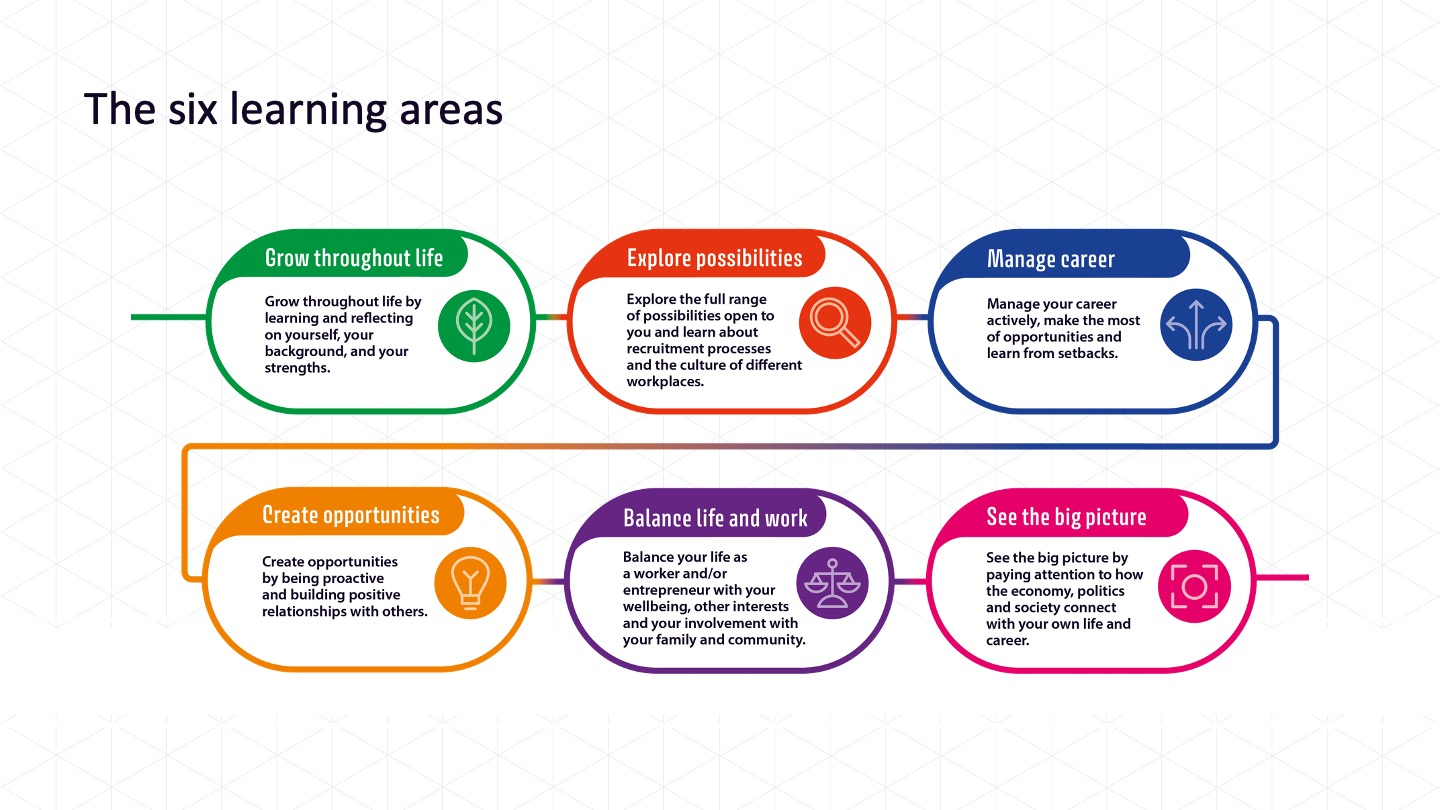 The six learning areas
Grow throughout life
Grow throughout life by
learning and reflecting
on yourself, your
background, and your
strengths.
Explore possibilities
Explore the full range
of possibilities open to
you and learn about
recruitment processes
and the culture of different
workplaces.
Manage career
Manage your career
actively, make the most
of opportunities and
learn from setbacks.
Create opportunities
Create opportunities
by being proactive
and building positive
relationships with others.
Balance life and work
Balance your life as
a worker and/or
entrepreneur with your
wellbeing, other interests
and your involvement with
your family and community.
See the big picture
See the big picture by
paying attention to how
the economy, politics
and society connect
with your own life and
career.